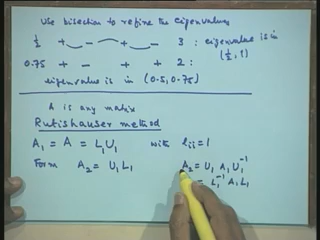 Use bisection to refine the eigenvalues
1/2 + - - + - 3 : eigenvalue is in (1/2, 1)
0.75 + - + + 2 :
eigenvalue is in (0.5, 0.75)
A is any matrix
Rutishauser method
A₁ = A = L₁U₁ with lᵢᵢ = 1
Form A₂ = U₁L₁ A₂ = U₁ A₁ U₁⁻¹
= L₁⁻¹ A₁ L₁